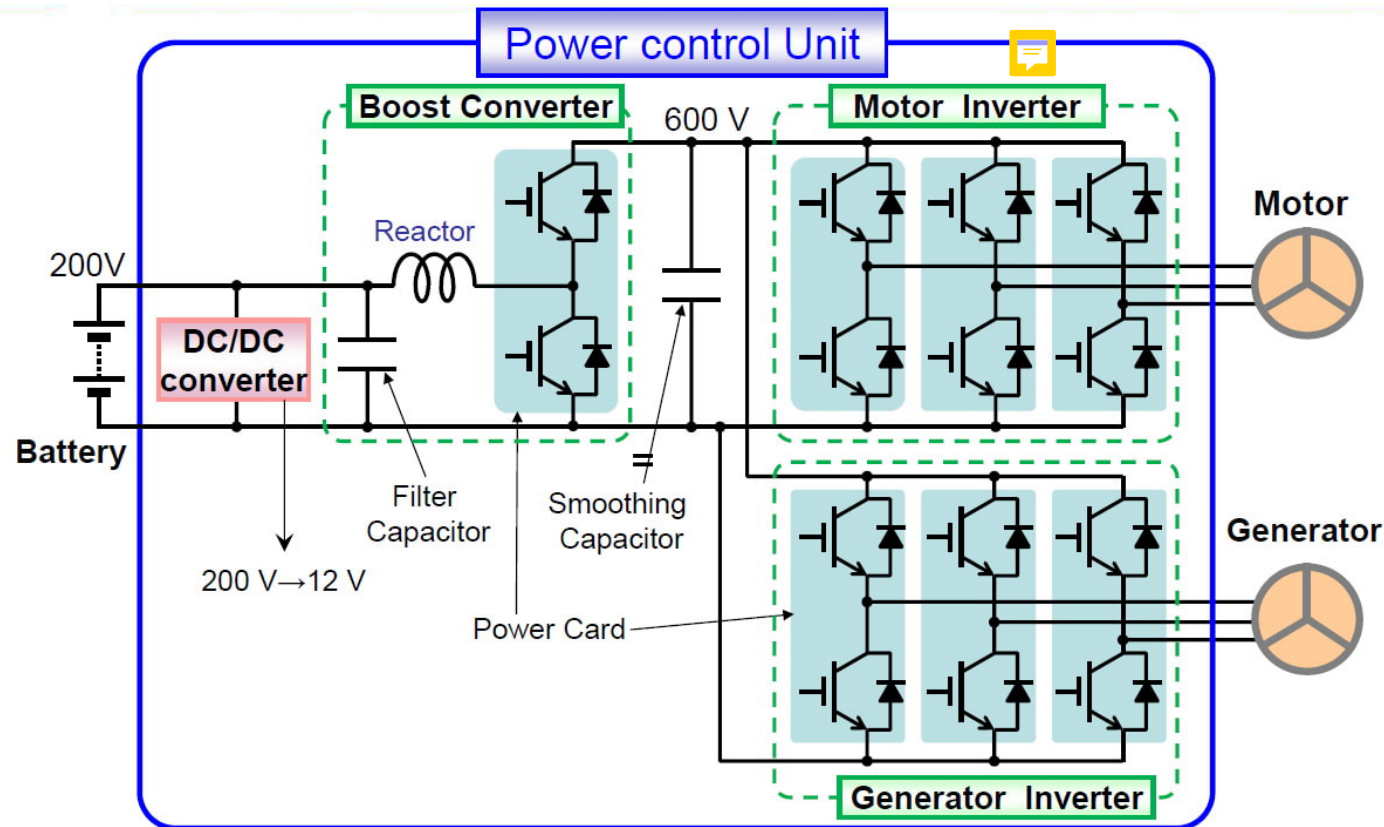 Power control Unit
Boost Converter
600 V
Motor Inverter
Motor
Reactor
200V
DC/DC
converter
Battery
Filter
Capacitor
Smoothing
Capacitor
Generator
200 V→12 V
Power Card
Generator Inverter